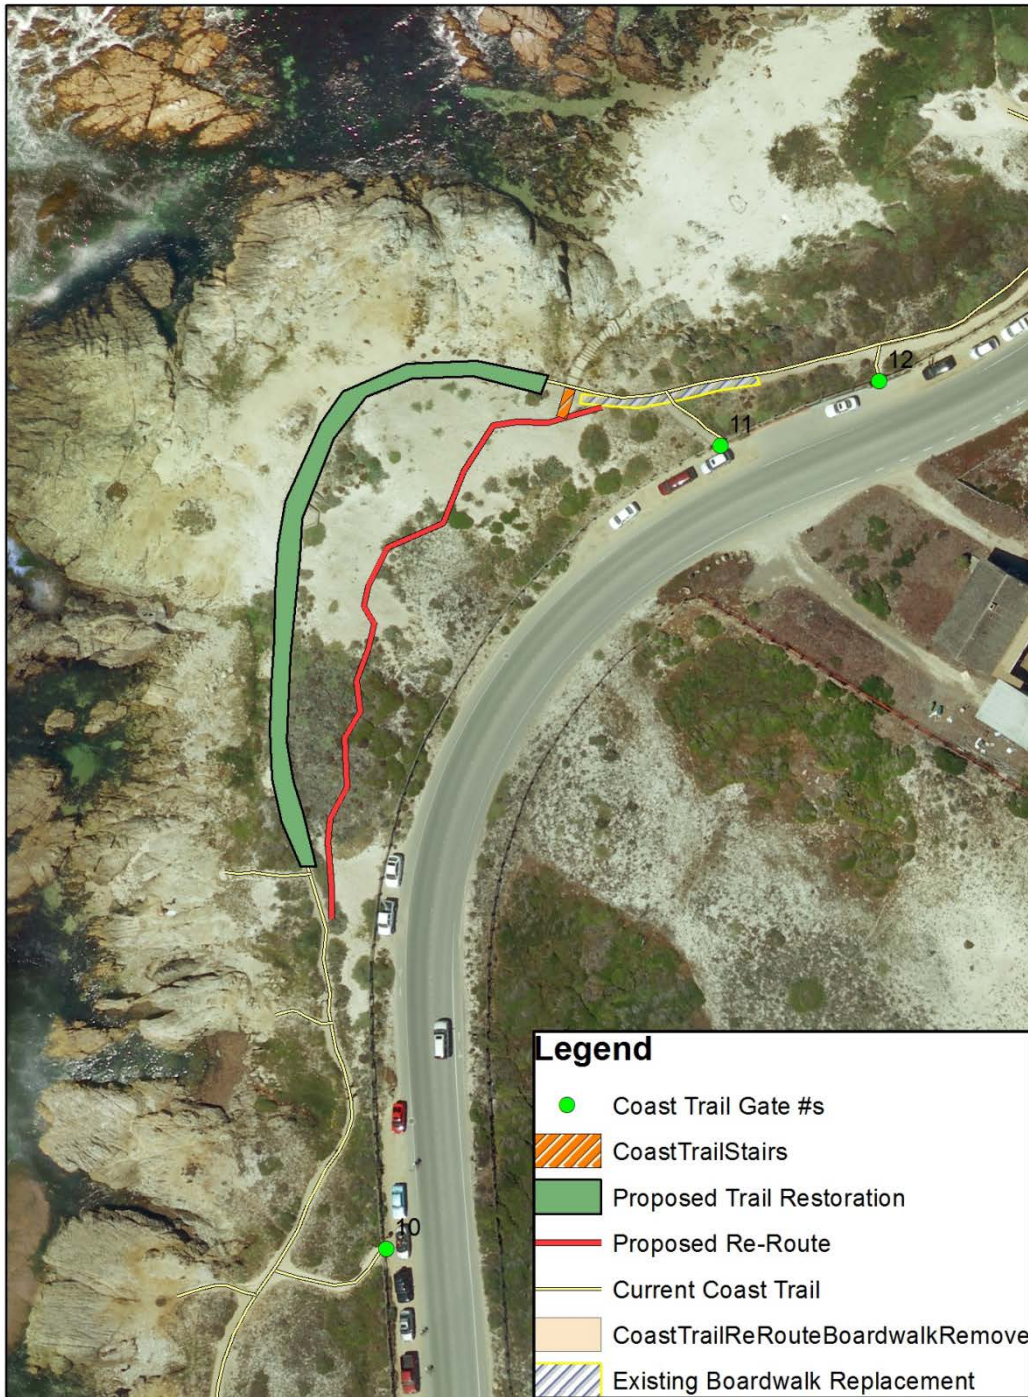 12
11
10
Legend
Coast Trail Gate #s
CoastTrailStairs
Proposed Trail Restoration
Proposed Re-Route
Current Coast Trail
CoastTrailReRouteBoardwalkRemove
Existing Boardwalk Replacement